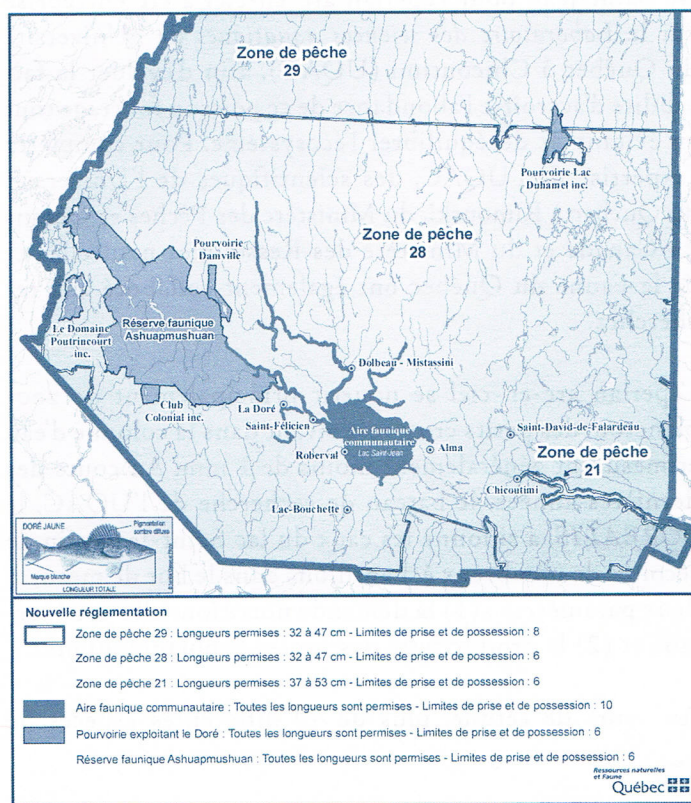 Zone de pêche
29
Pourvoirie Lac
Duhamel inc.
Zone de pêche
28
Pourvoirie
Damville
Réserve faunique
Ashuapmushuan
Le Domaine
Poutrincourt
inc.
Club
Colonial inc.
Dolbeau - Mistassini
La Doré
Saint-Félicien
Aire faunique
communautaire
Lac Saint-Jean
Roberval
Alma
Saint-David-de-Falardeau
Zone de pêche
21
Chicoutimi
Lac-Bouchette
DORÉ JAUNE
Pigmentation
sombre diffuse
Marque blanche
LONGUEUR TOTALE
Nouvelle réglementation
Zone de pêche 29 : Longueurs permises : 32 à 47 cm - Limites de prise et de possession : 8
Zone de pêche 28 : Longueurs permises : 32 à 47 cm - Limites de prise et de possession : 6
Zone de pêche 21 : Longueurs permises : 37 à 53 cm - Limites de prise et de possession : 6
Aire faunique communautaire : Toutes les longueurs sont permises - Limites de prise et de possession : 10
Pourvoirie exploitant le Doré : Toutes les longueurs sont permises - Limites de prise et de possession : 6
Réserve faunique Ashuapmushuan : Toutes les longueurs sont permises - Limites de prise et de possession : 6
Ressources naturelles
et Faune
Québec